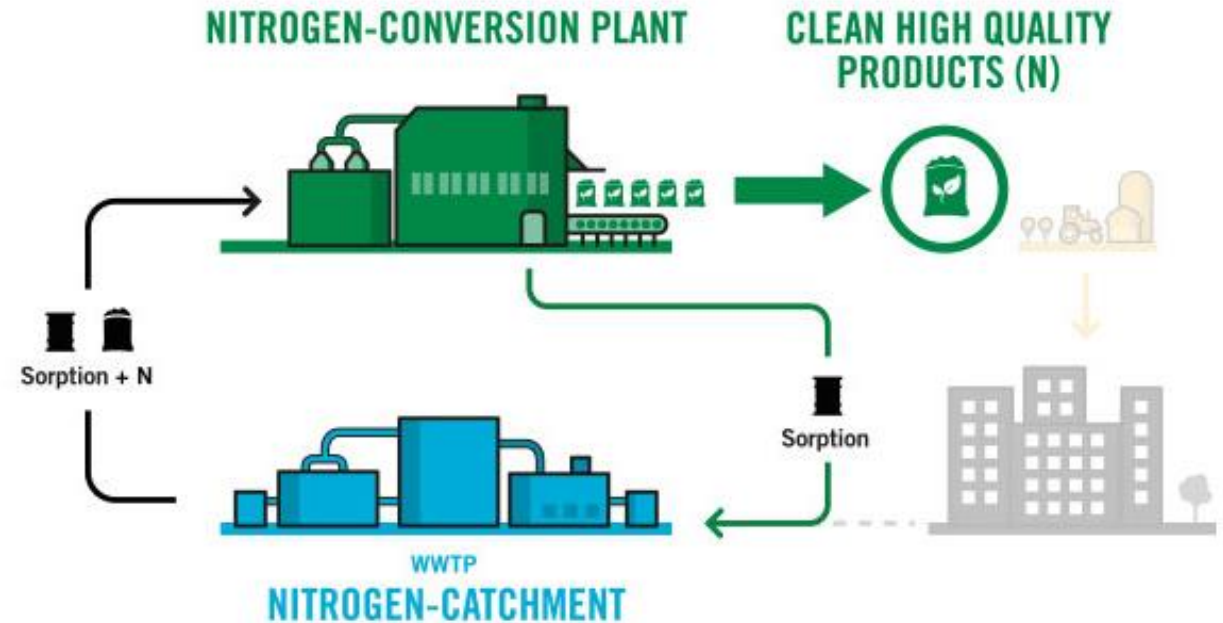 NITROGEN-CONVERSION PLANT
CLEAN HIGH QUALITY
PRODUCTS (N)
Sorption + N
Sorption
WWTP
NITROGEN-CATCHMENT